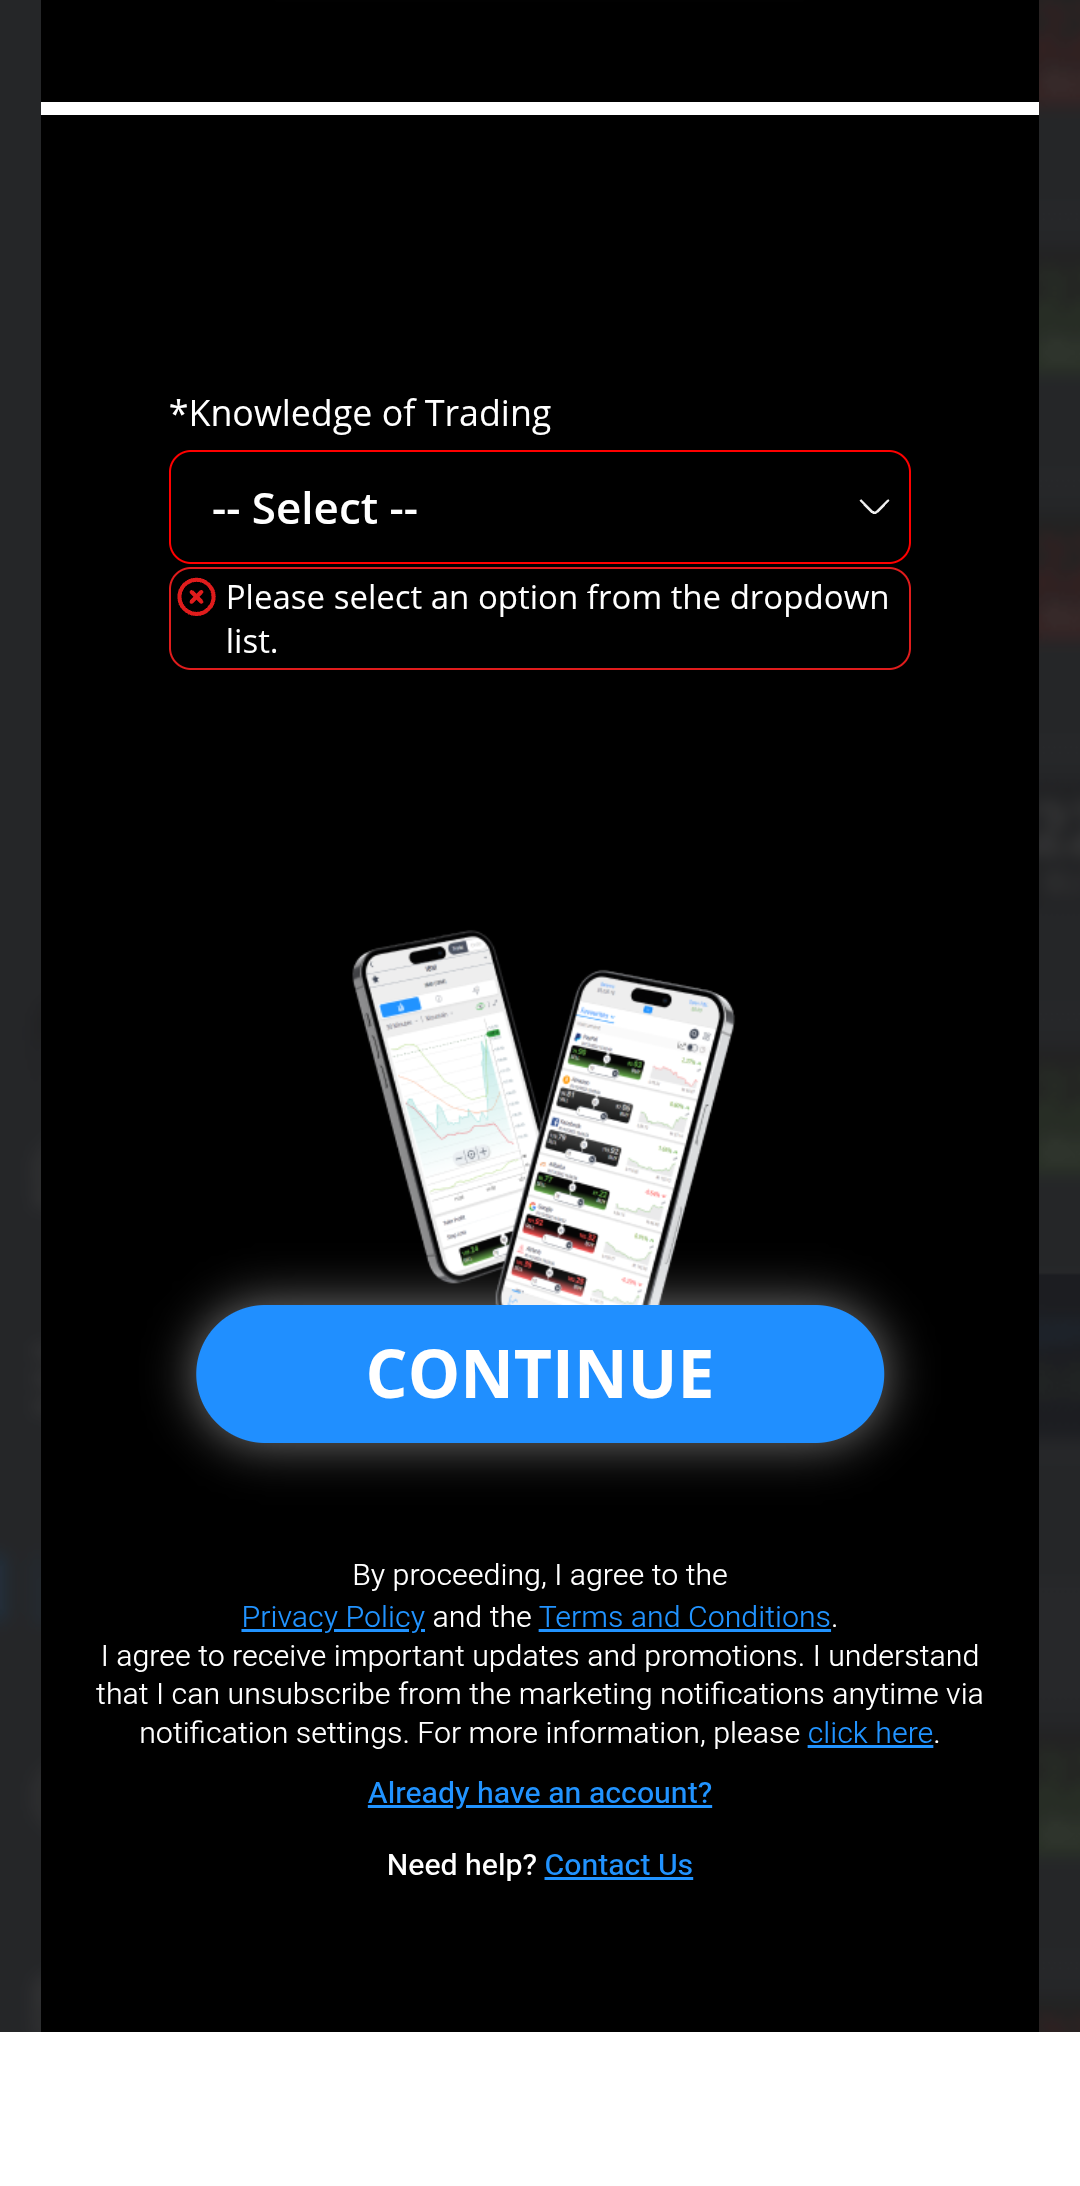 *Knowledge of Trading
-- Select --
Please select an option from the dropdown
list.
CONTINUE
By proceeding, I agree to the
Privacy Policy and the Terms and Conditions.
I agree to receive important updates and promotions. I understand
that I can unsubscribe from the marketing notifications anytime via
notification settings. For more information, please click here.
Already have an account?
Need help? Contact Us